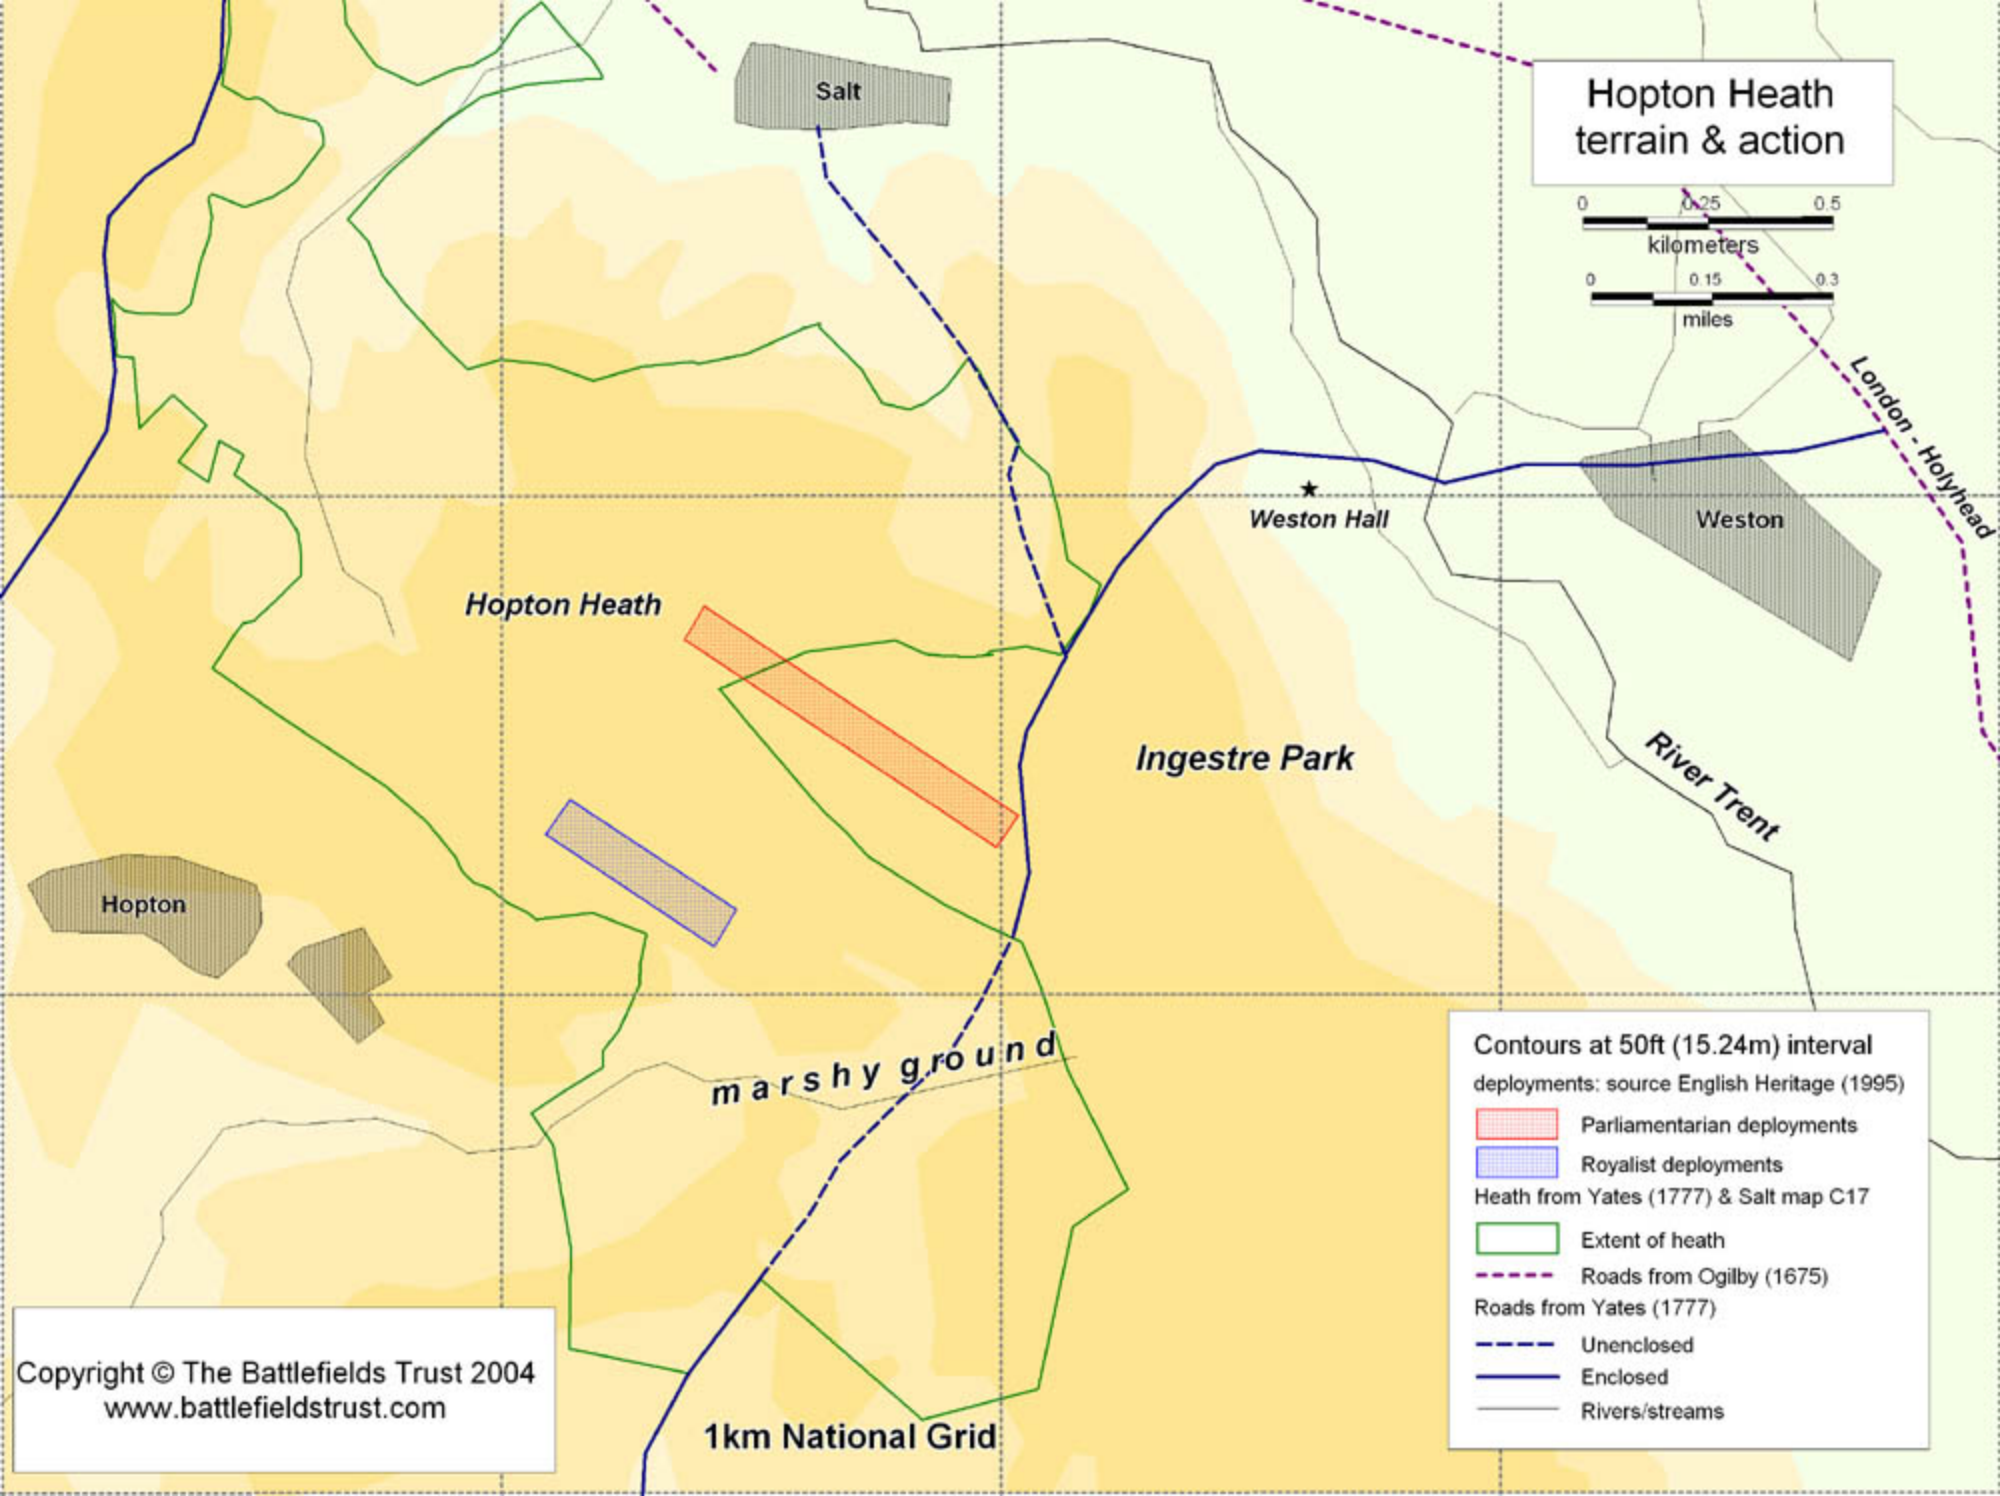 Salt
Hopton Heath
terrain & action
0 0.25 0.5
kilometers
0 0.15 0.3
miles
London - Holyhead
Weston Hall
Weston
Hopton Heath
Ingestre Park
River Trent
Hopton
marshy ground
Contours at 50ft (15.24m) interval
deployments: source English Heritage (1995)
Parliamentarian deployments
Royalist deployments
Heath from Yates (1777) & Salt map C17
Extent of heath
Roads from Ogilby (1675)
Roads from Yates (1777)
Unenclosed
Enclosed
Rivers/streams
Copyright © The Battlefields Trust 2004
www.battlefieldstrust.com
1km National Grid